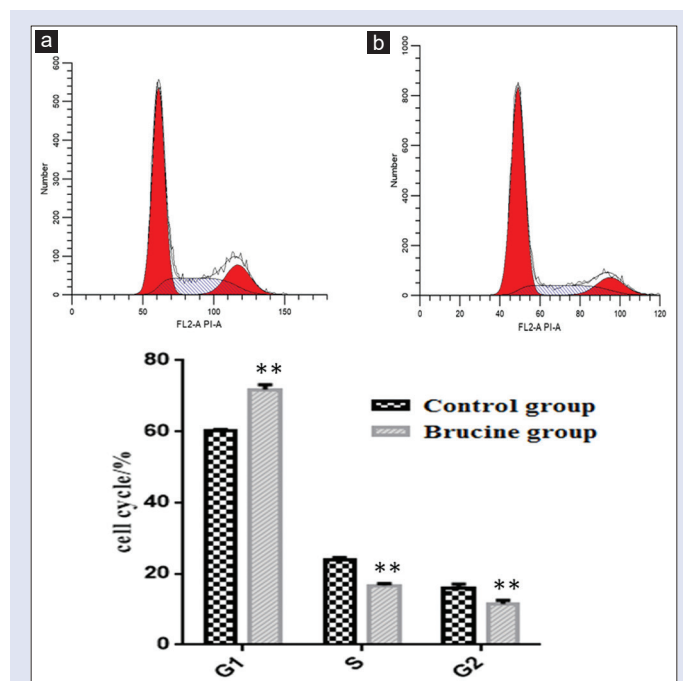 a
b
600
500
400
300
200
100
0
Number
0 50 100 150
FL2-A PI-A
1000
800
600
400
200
0
Number
0 20 40 60 80 100 120
FL2-A PI-A
80
60
40
20
0
cell cycle/%
**
**
**
Control group
Brucine group
G1 S G2